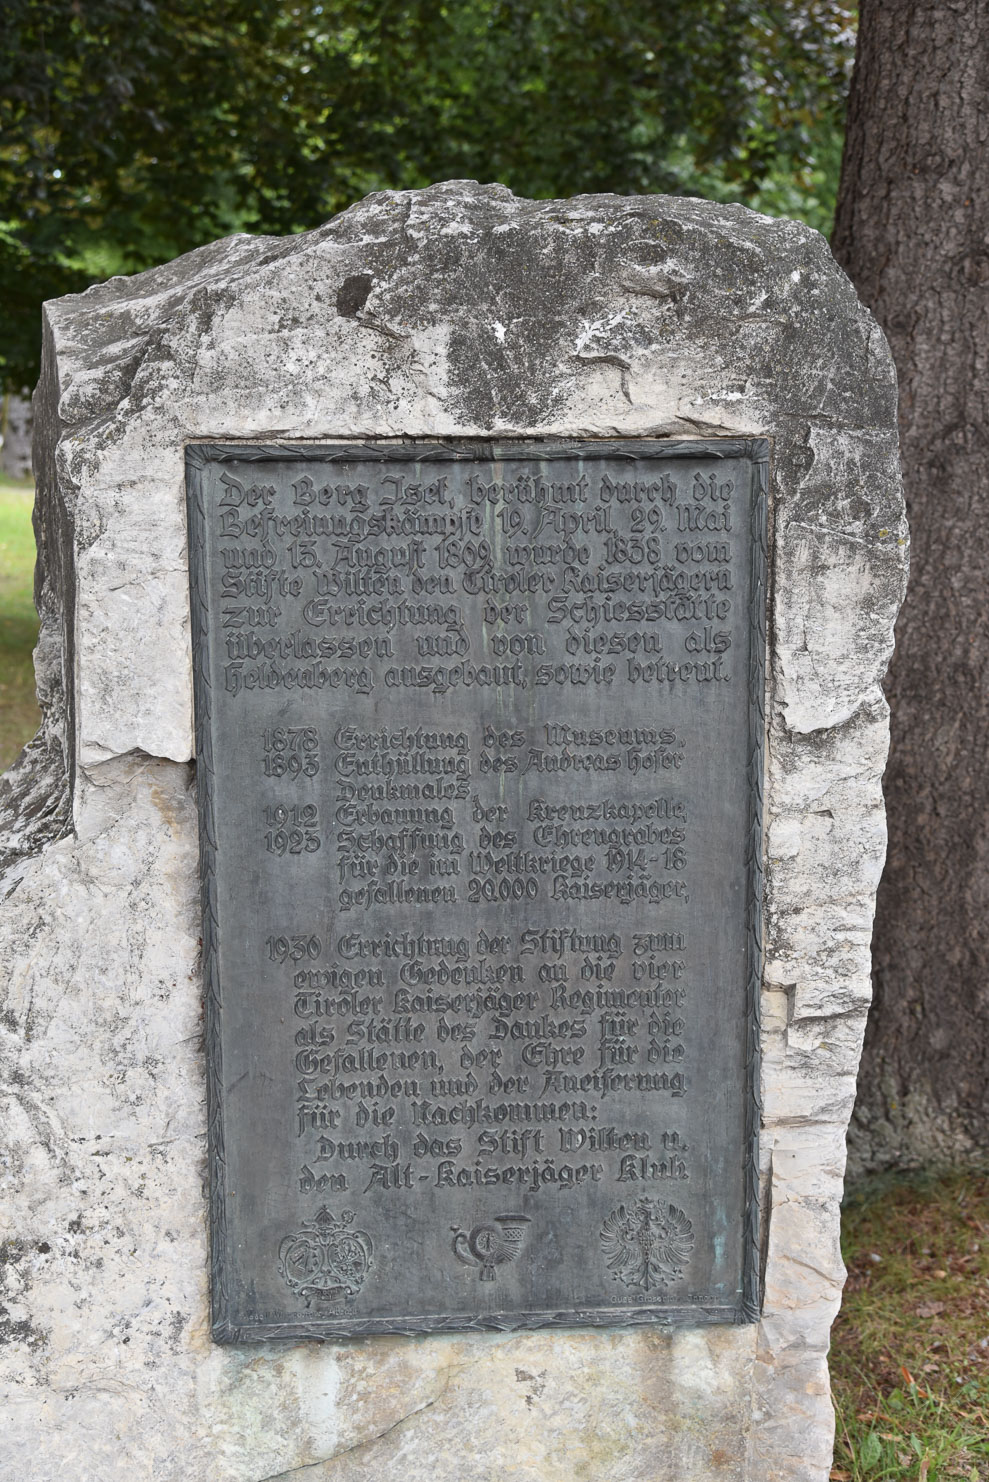 Der Berg Isel, berühmt durch die
Befreiungskämpfe 19. April, 29. Mai
und 13. August 1809 wurde 1838 vom
Stifte Wilten den Tiroler Kaiserjägern
zur Errichtung der Schiessstätte
überlassen und von diesen als
Heldenberg ausgebaut, sowie betreut.
1878 Errichtung des Museums
1893 Enthüllung des Andreas Hofer
Denkmales,
1912 Erbauung der Kreuzkapelle,
1923 Schaffung des Ehrengrabes
für die im Weltkriege 1914-18
gefallenen 20.000 Kaiserjäger,
1930 Errichtung der Stiftung zum
ewigen Gedenken an die vier
Tiroler Kaiserjäger Regimenter
als Stätte des Dankes für die
Gefallenen, der Ehre für die
Lebenden und der Aneiferung
für die Nachkommen:
Durch das Stift Wilten u.
den Alt-Kaiserjäger Klub.